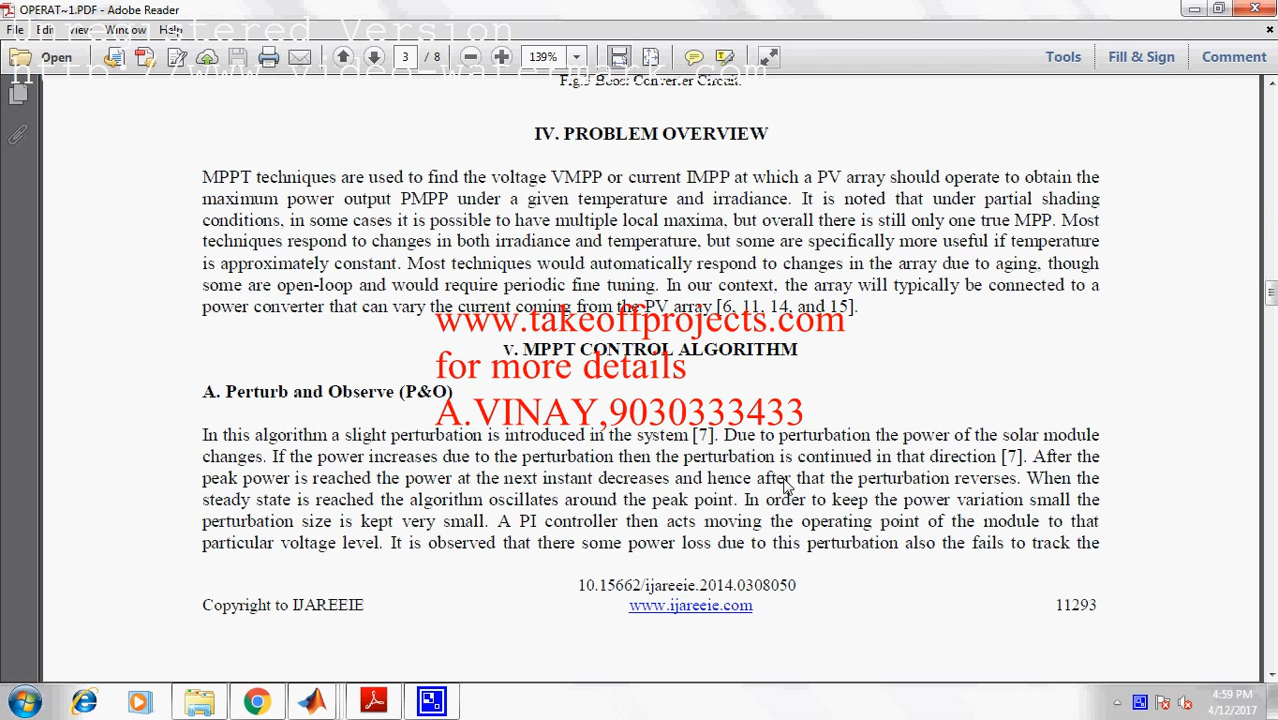 OPERAT~1.PDF - Adobe Reader
Unregistered Version
File Edit View Window Help
Open
3 / 8
139%
Tools
Fill & Sign
Comment
http://www.video-watermark.com
Fig.3 Boost Converter Circuit.
IV. PROBLEM OVERVIEW
MPPT techniques are used to find the voltage VMPP or current IMPP at which a PV array should operate to obtain the
maximum power output PMPP under a given temperature and irradiance. It is noted that under partial shading
conditions, in some cases it is possible to have multiple local maxima, but overall there is still only one true MPP. Most
techniques respond to changes in both irradiance and temperature, but some are specifically more useful if temperature
is approximately constant. Most techniques would automatically respond to changes in the array due to aging, though
some are open-loop and would require periodic fine tuning. In our context, the array will typically be connected to a
power converter that can vary the current coming from the PV array [6, 11, 14, and 15].
www.takeoffprojects.com
V. MPPT CONTROL ALGORITHM
for more details
A. Perturb and Observe (P&O)
A.VINAY,9030333433
In this algorithm a slight perturbation is introduced in the system [7]. Due to perturbation the power of the solar module
changes. If the power increases due to the perturbation then the perturbation is continued in that direction [7]. After the
peak power is reached the power at the next instant decreases and hence after that the perturbation reverses. When the
steady state is reached the algorithm oscillates around the peak point. In order to keep the power variation small the
perturbation size is kept very small. A PI controller then acts moving the operating point of the module to that
particular voltage level. It is observed that there some power loss due to this perturbation also the fails to track the
10.15662/ijareeie.2014.0308050
Copyright to IJAREEIE
www.ijareeie.com
11293
4:59 PM
4/12/2017